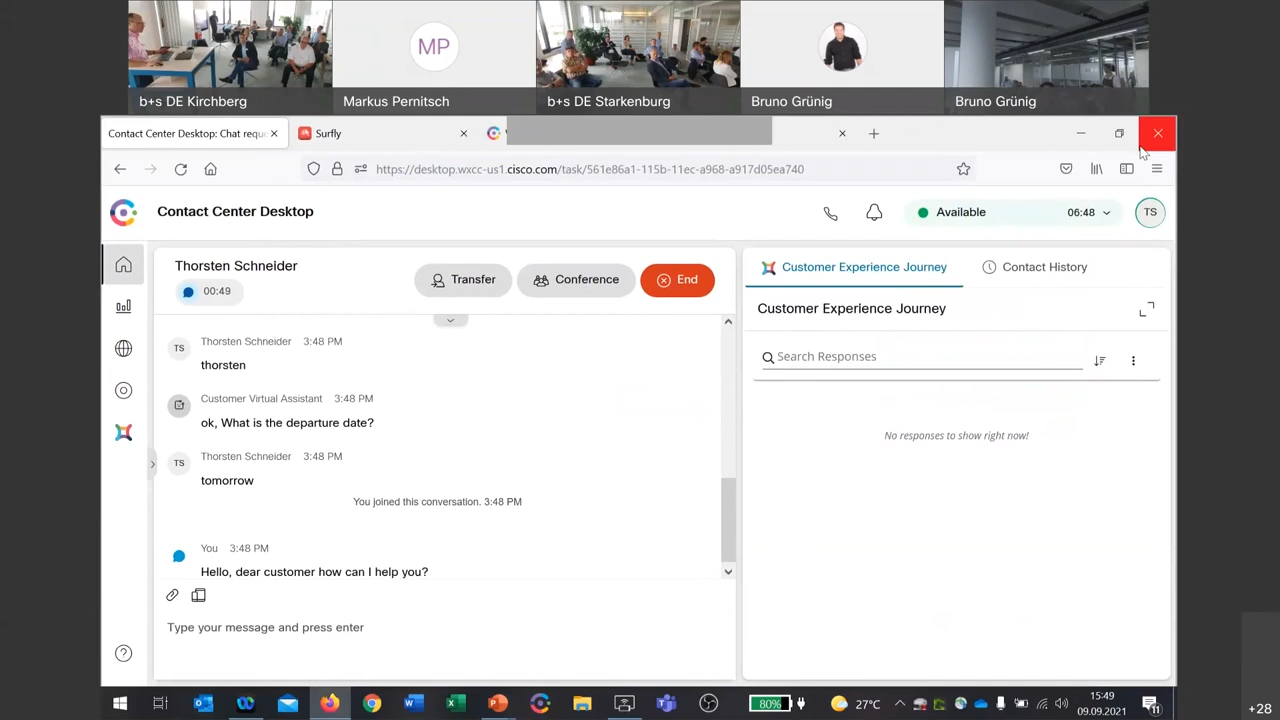 MP
b+s DE Kirchberg
Markus Pernitsch
b+s DE Starkenburg
Bruno Grünig
Bruno Grünig
Contact Center Desktop: Chat requ
Surfly
https://desktop.wxcc-us1.cisco.com/task/561e86a1-115b-11ec-a968-a917d05ea740
Contact Center Desktop
Available
06:48
TS
Thorsten Schneider
00:49
Transfer
Conference
End
Customer Experience Journey
Contact History
Customer Experience Journey
Search Responses
No responses to show right now!
TS
Thorsten Schneider 3:48 PM
thorsten
Customer Virtual Assistant 3:48 PM
ok, What is the departure date?
TS
Thorsten Schneider 3:48 PM
tomorrow
You joined this conversation. 3:48 PM
You 3:48 PM
Hello, dear customer how can I help you?
Type your message and press enter
80%
27°C
15:49
09.09.2021
11
+28